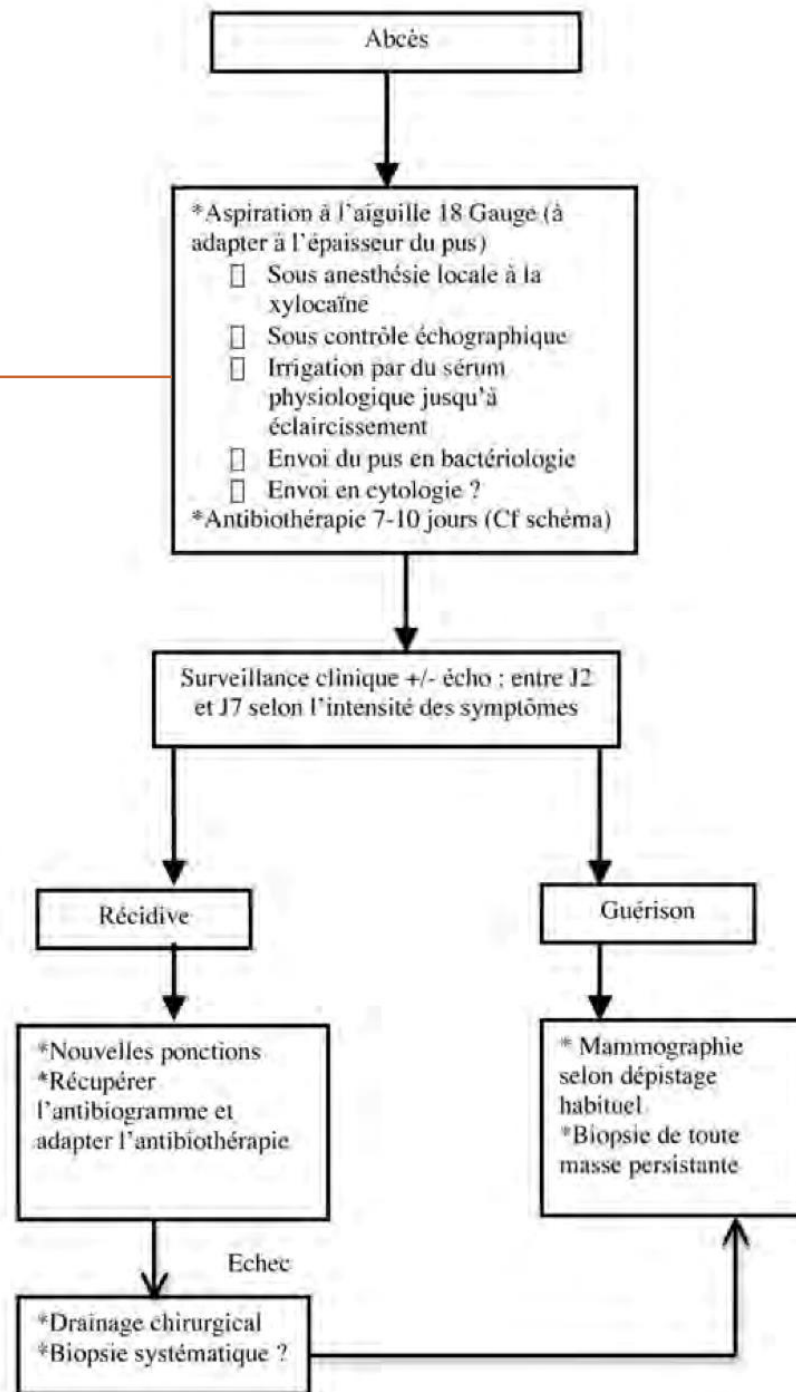 Abcès
*Aspiration à l'aiguille 18 Gauge (à
adapter à l'épaisseur du pus)
Sous anesthésie locale à la
xylocaïne
Sous contrôle échographique
Irrigation par du sérum
physiologique jusqu'à
éclaircissement
Envoi du pus en bactériologie
Envoi en cytologie ?
*Antibiothérapie 7-10 jours (Cf schéma)
Surveillance clinique +/- écho : entre J2
et J7 selon l'intensité des symptômes
Récidive
Guérison
*Nouvelles ponctions
*Récupérer
l'antibiogramme et
adapter l'antibiothérapie
* Mammographie
selon dépistage
habituel
*Biopsie de toute
masse persistante
Echec
*Drainage chirurgical
*Biopsie systématique ?